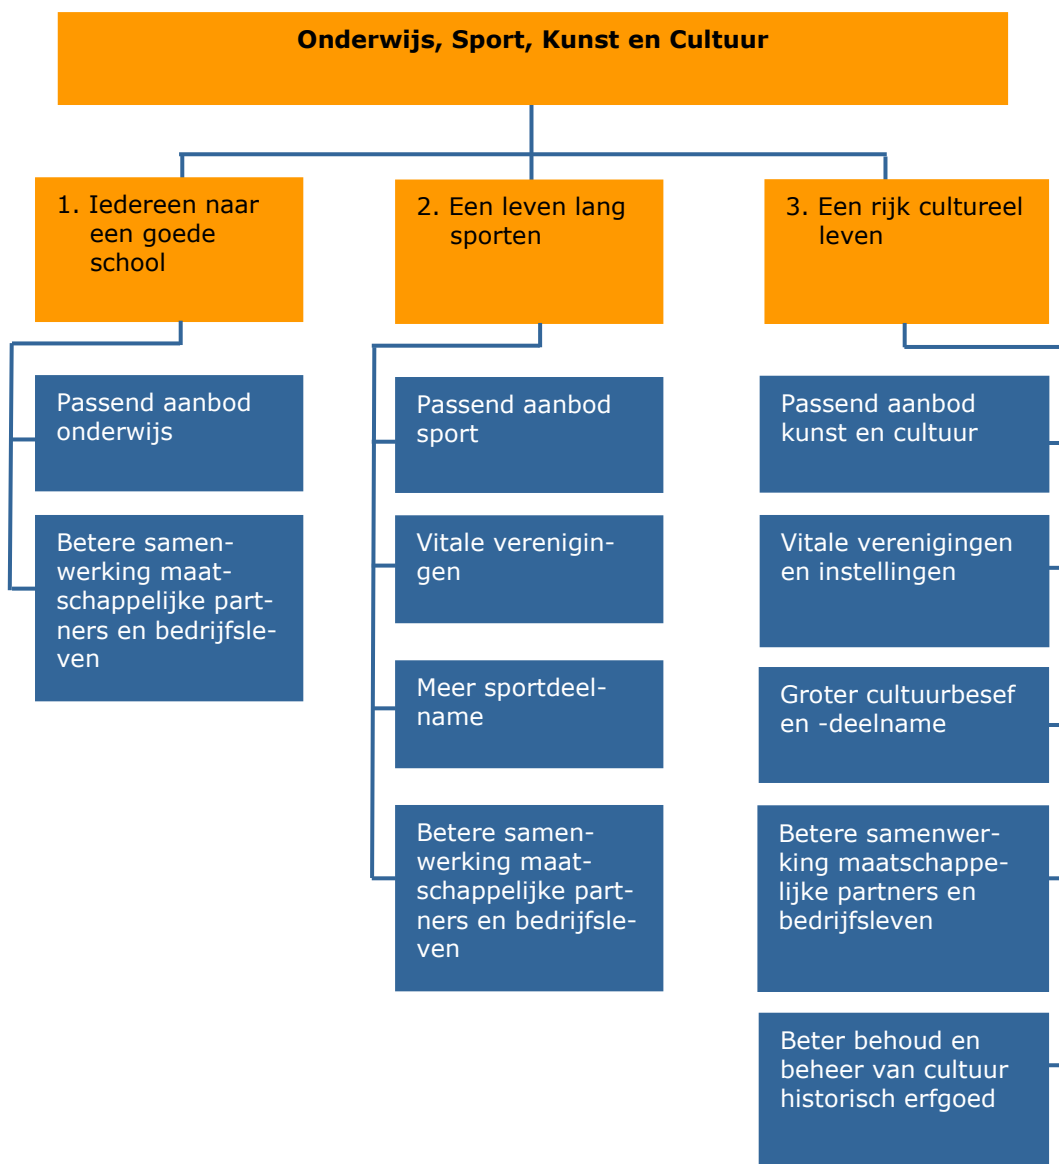 Onderwijs, Sport, Kunst en Cultuur
1. Iedereen naar
een goede
school
Passend aanbod
onderwijs
Betere samen-
werking maat-
schappelijke part-
ners en bedrijfsle-
ven
2. Een leven lang
sporten
Passend aanbod
sport
Vitale verenigin-
gen
Meer sportdeel-
name
Betere samen-
werking maat-
schappelijke part-
ners en bedrijfsle-
ven
3. Een rijk cultureel
leven
Passend aanbod
kunst en cultuur
Vitale verenigingen
en instellingen
Groter cultuurbesef
en -deelname
Betere samenwer-
king maatschappe-
lijke partners en
bedrijfsleven
Beter behoud en
beheer van cultuur
historisch erfgoed